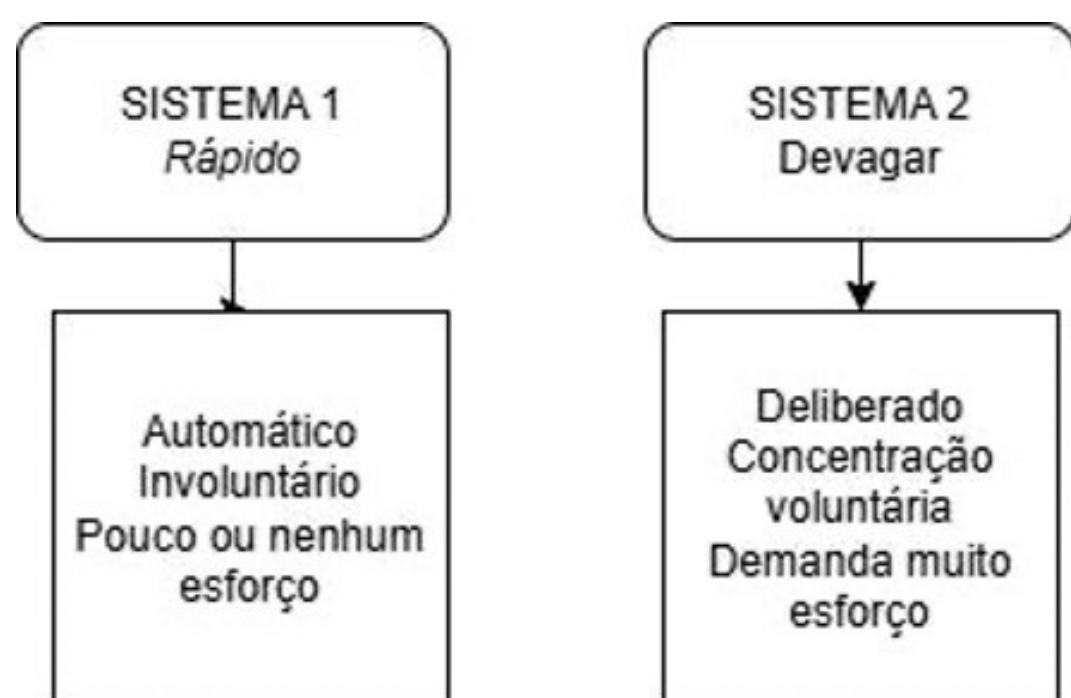 SISTEMA 1
Rápido
Automático
Involuntário
Pouco ou nenhum
esforço
SISTEMA 2
Devagar
Deliberado
Concentração
voluntária
Demanda muito
esforço